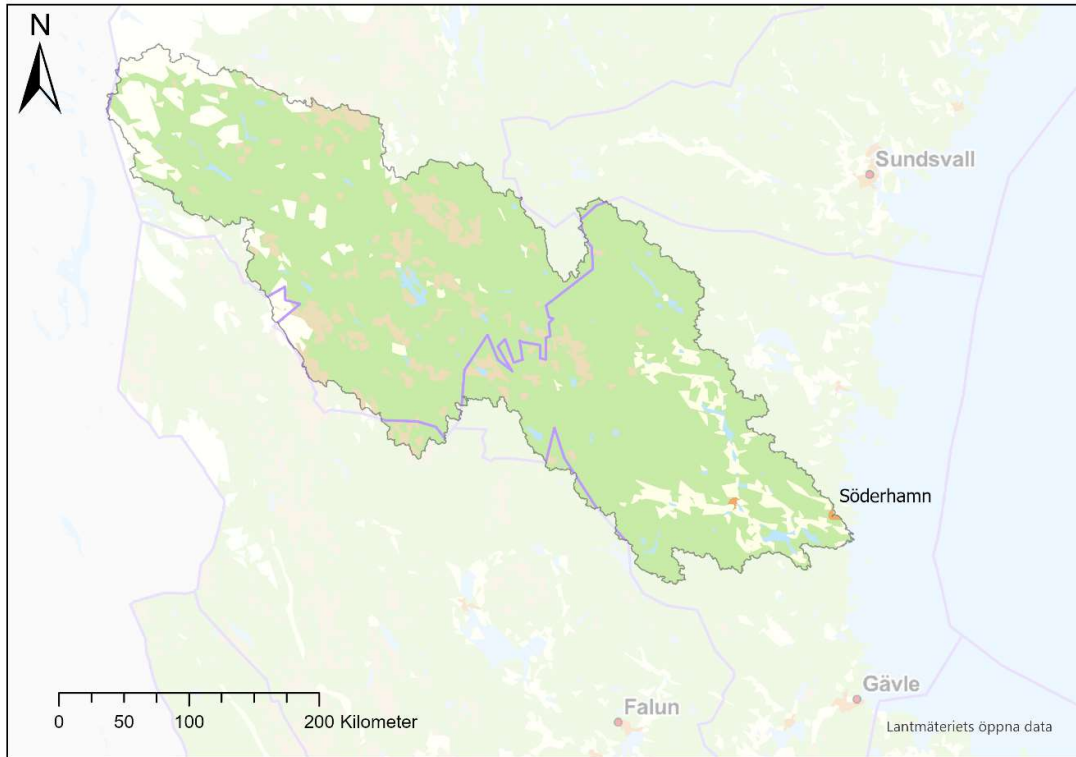 N
Sundsvall
Söderhamn
Gävle
Falun
Lantmäteriets öppna data
0 50 100 200 Kilometer